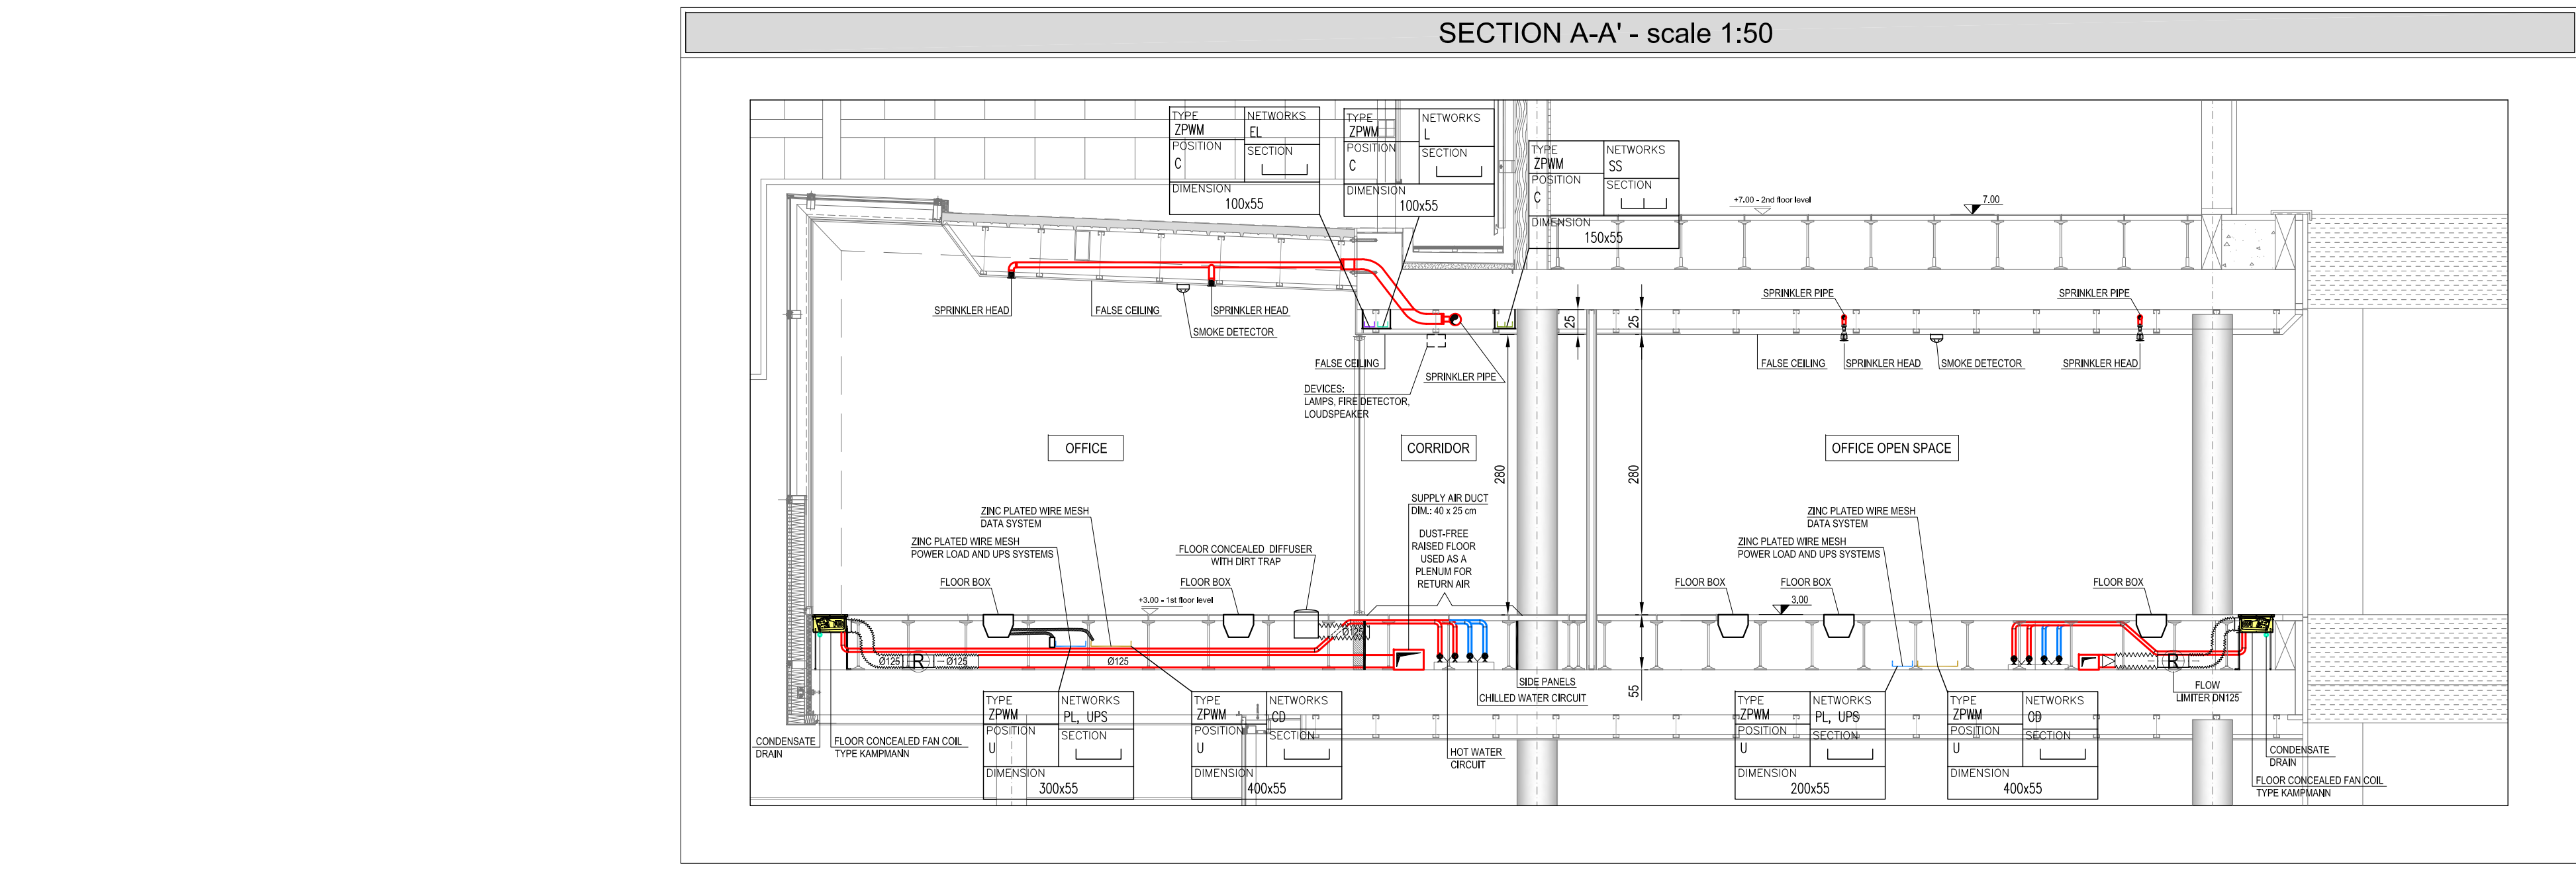 SECTION A-A' - scale 1:50
TYPE
ZPWM
NETWORKS
EL
POSITION
C
SECTION
DIMENSION
100x55
TYPE
ZPWM
NETWORKS
L
POSITION
C
SECTION
DIMENSION
100x55
TYPE
ZPWM
NETWORKS
SS
POSITION
C
SECTION
DIMENSION
150x55
+7.00 - 2nd floor level
7.00
SPRINKLER HEAD
FALSE CEILING
SPRINKLER HEAD
SMOKE DETECTOR
25
25
SPRINKLER PIPE
SPRINKLER PIPE
FALSE CEILING
SPRINKLER PIPE
DEVICES:
LAMPS, FIRE DETECTOR,
LOUDSPEAKER
FALSE CEILING
SPRINKLER HEAD
SMOKE DETECTOR
SPRINKLER HEAD
OFFICE
CORRIDOR
OFFICE OPEN SPACE
280
280
SUPPLY AIR DUCT
DIM.: 40 x 25 cm
DUST-FREE
RAISED FLOOR
USED AS A
PLENUM FOR
RETURN AIR
ZINC PLATED WIRE MESH
DATA SYSTEM
ZINC PLATED WIRE MESH
POWER LOAD AND UPS SYSTEMS
FLOOR CONCEALED DIFFUSER
WITH DIRT TRAP
FLOOR BOX
FLOOR BOX
+3.00 - 1st floor level
ZINC PLATED WIRE MESH
DATA SYSTEM
ZINC PLATED WIRE MESH
POWER LOAD AND UPS SYSTEMS
FLOOR BOX
FLOOR BOX
FLOOR BOX
3,00
Ø125
R
Ø125
Ø125
R
SIDE PANELS
CHILLED WATER CIRCUIT
55
FLOW
LIMITER DN125
HOT WATER
CIRCUIT
CONDENSATE
DRAIN
FLOOR CONCEALED FAN COIL
TYPE KAMPMANN
TYPE
ZPWM
NETWORKS
PL, UPS
POSITION
U
SECTION
DIMENSION
300x55
TYPE
ZPWM
NETWORKS
CD
POSITION
U
SECTION
DIMENSION
400x55
TYPE
ZPWM
NETWORKS
PL, UPS
POSITION
U
SECTION
DIMENSION
200x55
TYPE
ZPWM
NETWORKS
CD
POSITION
U
SECTION
DIMENSION
400x55
CONDENSATE
DRAIN
FLOOR CONCEALED FAN COIL
TYPE KAMPMANN